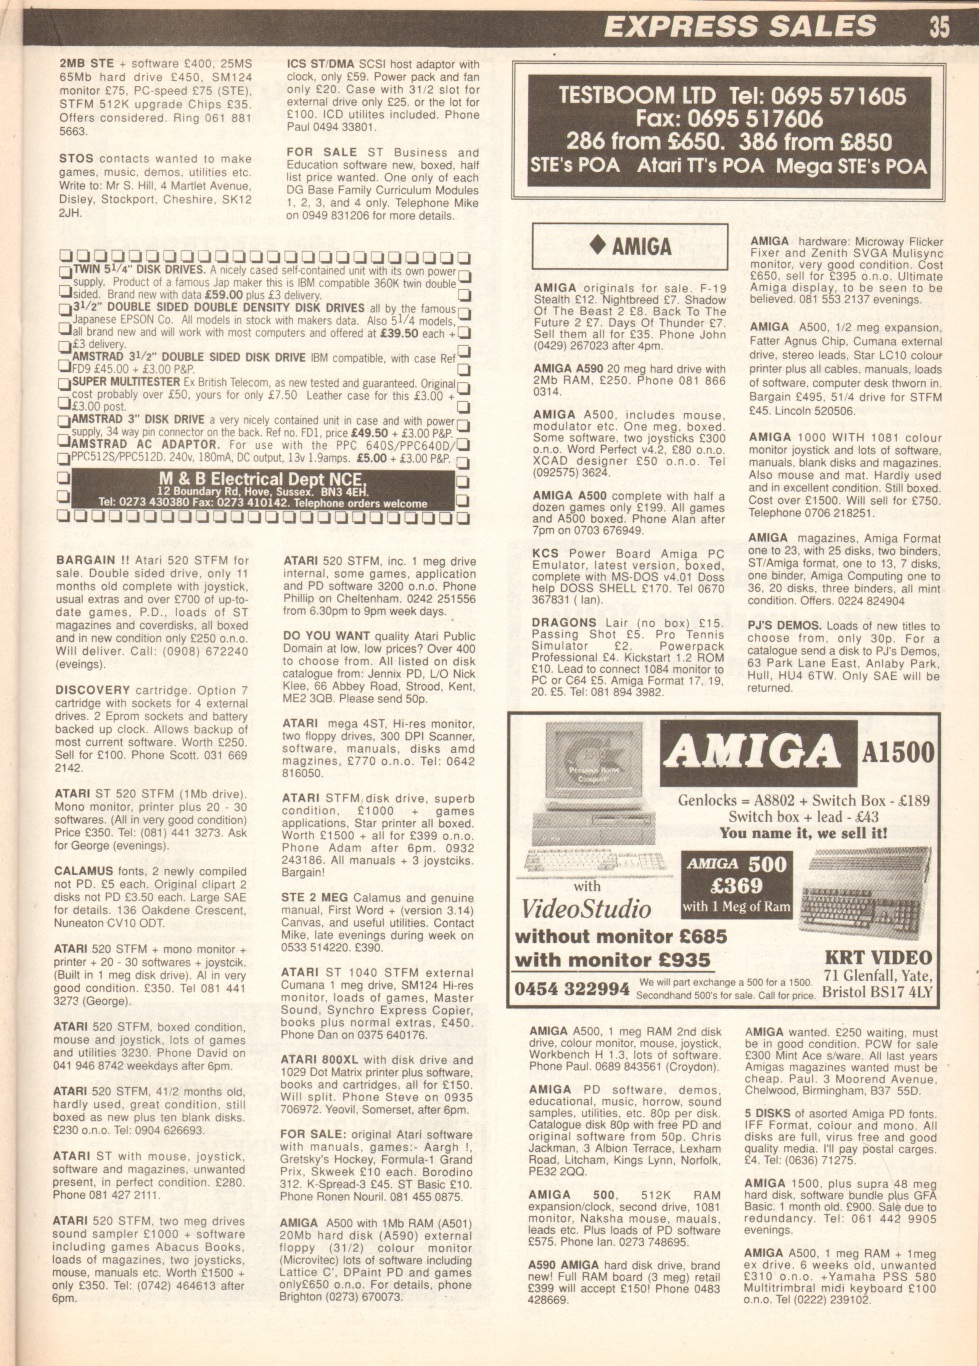 EXPRESS SALES 35
2MB STE + software £400, 25MS
65Mb hard drive £450, SM124
monitor £75, PC-speed £75 (STE),
STFM 512K upgrade Chips £35.
Offers considered. Ring 061 881
5663.
STOS contacts wanted to make
games, music, demos, utilities etc.
Write to: Mr S. Hill, 4 Martlet Avenue,
Disley, Stockport, Cheshire, SK12
2JH.
ICS ST/DMA SCSI host adaptor with
clock, only £59. Power pack and fan
only £20. Case with 31/2 slot for
external drive only £25. or the lot for
£100. ICD utilites included. Phone
Paul 0494 33801.
FOR SALE ST Business and
Education software new, boxed, half
list price wanted. One only of each
DG Base Family Curriculum Modules
1, 2, 3, and 4 only. Telephone Mike
on 0949 831206 for more details.
TWIN 51/4" DISK DRIVES. A nicely cased self-contained unit with its own power
supply. Product of a famous Jap maker this is IBM compatible 360K twin double
sided. Brand new with data £59.00 plus £3 delivery.
31/2" DOUBLE SIDED DOUBLE DENSITY DISK DRIVES all by the famous
Japanese EPSON Co. All models in stock with makers data. Also 51/4 models,
all brand new and will work with most computers and offered at £39.50 each +
£3 delivery.
AMSTRAD 31/2" DOUBLE SIDED DISK DRIVE IBM compatible, with case Ref
FD9 £45.00 + £3.00 P&P.
SUPER MULTITESTER Ex British Telecom, as new tested and guaranteed. Original
cost probably over £50, yours for only £7.50 Leather case for this £3.00 +
£3.00 post.
AMSTRAD 3" DISK DRIVE a very nicely contained unit in case and with power
supply, 34 way pin connector on the back. Ref no. FD1, price £49.50 + £3.00 P&P.
AMSTRAD AC ADAPTOR. For use with the PPC 640S/PPC640D/
PPC512S/PPC512D. 240v, 180mA, DC output, 13v 1.9amps. £5.00 + £3.00 P&P.
M & B Electrical Dept NCE,
12 Boundary Rd, Hove, Sussex. BN3 4EH.
Tel: 0273 430380 Fax: 0273 410142. Telephone orders welcome
BARGAIN !! Atari 520 STFM for
sale. Double sided drive, only 11
months old complete with joystick,
usual extras and over £700 of up-to-
date games, P.D., loads of ST
magazines and coverdisks, all boxed
and in new condition only £250 o.n.o.
Will deliver. Call: (0908) 672240
(eveings).
DISCOVERY cartridge. Option 7
cartridge with sockets for 4 external
drives. 2 Eprom sockets and battery
backed up clock. Allows backup of
most current software. Worth £250.
Sell for £100. Phone Scott. 031 669
2142.
ATARI ST 520 STFM (1Mb drive).
Mono monitor, printer plus 20 - 30
softwares. (All in very good condition)
Price £350. Tel: (081) 441 3273. Ask
for George (evenings).
CALAMUS fonts, 2 newly compiled
not PD. £5 each. Original clipart 2
disks not PD £3.50 each. Large SAE
for details. 136 Oakdene Crescent,
Nuneaton CV10 ODT.
ATARI 520 STFM + mono monitor +
printer + 20 - 30 softwares + joystcik.
(Built in 1 meg disk drive). Al in very
good condition. £350. Tel 081 441
3273 (George).
ATARI 520 STFM, boxed condition,
mouse and joystick, lots of games
and utilities 3230. Phone David on
041 946 8742 weekdays after 6pm.
ATARI 520 STFM, 41/2 months old,
hardly used, great condition, still
boxed as new plus ten blank disks.
£230 o.n.o. Tel: 0904 626693.
ATARI ST with mouse, joystick,
software and magazines, unwanted
present, in perfect condition. £280.
Phone 081 427 2111.
ATARI 520 STFM, two meg drives
sound sampler £1000 + software
including games Abacus Books,
loads of magazines, two joysticks,
mouse, manuals etc. Worth £1500 +
only £350. Tel: (0742) 464613 after
6pm.
ATARI 520 STFM, inc. 1 meg drive
internal, some games, application
and PD software 3200 o.n.o. Phone
Phillip on Cheltenham. 0242 251556
from 6.30pm to 9pm week days.
DO YOU WANT quality Atari Public
Domain at low, low prices? Over 400
to choose from. All listed on disk
catalogue from: Jennix PD, L/O Nick
Klee, 66 Abbey Road, Strood, Kent,
ME2 3QB. Please send 50p.
ATARI mega 4ST, Hi-res monitor,
two floppy drives, 300 DPI Scanner,
software, manuals, disks amd
magzines, £770 o.n.o. Tel: 0642
816050.
ATARI STFM disk drive, superb
condition, £1000 + games
applications, Star printer all boxed.
Worth £1500 + all for £399 o.n.o.
Phone Adam after 6pm. 0932
243186. All manuals + 3 joystciks.
Bargain!
STE 2 MEG Calamus and genuine
manual, First Word + (version 3.14)
Canvas, and useful utilities. Contact
Mike, late evenings during week on
0533 514220. £390.
ATARI ST 1040 STFM external
Cumana 1 meg drive, SM124 Hi-res
monitor, loads of games, Master
Sound, Synchro Express Copier,
books plus normal extras, £450.
Phone Dan on 0375 640176.
ATARI 800XL with disk drive and
1029 Dot Matrix printer plus software,
books and cartridges, all for £150.
Will split. Phone Steve on 0935
706972. Yeovil, Somerset, after 6pm.
FOR SALE: original Atari software
with manuals, games:- Aargh !,
Gretsky's Hockey, Formula-1 Grand
Prix, Skweek £10 each. Borodino
312. K-Spread-3 £45. ST Basic £10.
Phone Ronen Nouril. 081 455 0875.
AMIGA A500 with 1Mb RAM (A501)
20Mb hard disk (A590) external
floppy (31/2) colour monitor
(Microvitec) lots of software including
Lattice C', DPaint PD and games
only£650 o.n.o. For details, phone
Brighton (0273) 670073.
TESTBOOM LTD Tel: 0695 571605
Fax: 0695 517606
286 from £650. 386 from £850
STE's POA Atari TT's POA Mega STE's POA
◆ AMIGA
AMIGA originals for sale. F-19
Stealth £12. Nightbreed £7. Shadow
Of The Beast 2 £8. Back To The
Future 2 £7. Days Of Thunder £7.
Sell them all for £35. Phone John
(0429) 267023 after 4pm.
AMIGA A590 20 meg hard drive with
2Mb RAM, £250. Phone 081 866
0314.
AMIGA A500, includes mouse,
modulator etc. One meg, boxed.
Some software, two joysticks £300
o.n.o. Word Perfect v4.2, £80 o.n.o.
XCAD designer £50 o.n.o. Tel
(092575) 3624.
AMIGA A500 complete with half a
dozen games only £199. All games
and A500 boxed. Phone Alan after
7pm on 0703 676949.
KCS Power Board Amiga PC
Emulator, latest version, boxed,
complete with MS-DOS v4.01 Doss
help DOSS SHELL £170. Tel 0670
367831 ( Ian).
DRAGONS Lair (no box) £15.
Passing Shot £5. Pro Tennis
Simulator £2. Powerpack
Professional £4. Kickstart 1.2 ROM
£10. Lead to connect 1084 monitor to
PC or C64 £5. Amiga Format 17, 19,
20. £5. Tel: 081 894 3982.
AMIGA hardware: Microway Flicker
Fixer and Zenith SVGA Mulisync
monitor, very good condition. Cost
£650, sell for £395 o.n.o. Ultimate
Amiga display, to be seen to be
believed. 081 553 2137 evenings.
AMIGA A500, 1/2 meg expansion,
Fatter Agnus Chip, Cumana external
drive, stereo leads, Star LC10 colour
printer plus all cables, manuals, loads
of software, computer desk thworn in.
Bargain £495, 51/4 drive for STFM
£45. Lincoln 520506.
AMIGA 1000 WITH 1081 colour
monitor joystick and lots of software,
manuals, blank disks and magazines.
Also mouse and mat. Hardly used
and in excellent condition. Still boxed.
Cost over £1500. Will sell for £750.
Telephone 0706 218251.
AMIGA magazines, Amiga Format
one to 23, with 25 disks, two binders,
ST/Amiga format, one to 13, 7 disks,
one binder, Amiga Computing one to
36, 20 disks, three binders, all mint
condition. Offers. 0224 824904
PJ'S DEMOS. Loads of new titles to
choose from, only 30p. For a
catalogue send a disk to PJ's Demos,
63 Park Lane East, Anlaby Park,
Hull, HU4 6TW. Only SAE will be
returned.
AMIGA A1500
Genlocks = A8802 + Switch Box - £189
Switch box + lead - £43
You name it, we sell it!
AMIGA 500
£369
with 1 Meg of Ram
with
VideoStudio
without monitor £685
with monitor £935
0454 322994
We will part exchange a 500 for a 1500.
Secondhand 500's for sale. Call for price.
KRT VIDEO
71 Glenfall, Yate,
Bristol BS17 4LY
AMIGA A500, 1 meg RAM 2nd disk
drive, colour monitor, mouse, joystick,
Workbench H 1.3, lots of software.
Phone Paul. 0689 843561 (Croydon).
AMIGA PD software, demos,
educational, music, horrow, sound
samples, utilities, etc. 80p per disk.
Catalogue disk 80p with free PD and
original software from 50p. Chris
Jackman, 3 Albion Terrace, Lexham
Road, Litcham, Kings Lynn, Norfolk,
PE32 2QQ.
AMIGA 500, 512K RAM
expansion/clock, second drive, 1081
monitor, Naksha mouse, mauals,
leads etc. Plus loads of PD software
£575. Phone Ian. 0273 748695.
A590 AMIGA hard disk drive, brand
new! Full RAM board (3 meg) retail
£399 will accept £150! Phone 0483
428669.
AMIGA wanted. £250 waiting, must
be in good condition. PCW for sale
£300 Mint Ace s/ware. All last years
Amigas magazines wanted must be
cheap. Paul. 3 Moorend Avenue,
Chelwood, Birmingham, B37 55D.
5 DISKS of asorted Amiga PD fonts.
IFF Format, colour and mono. All
disks are full, virus free and good
quality media. I'll pay postal carges.
£4. Tel: (0636) 71275.
AMIGA 1500, plus supra 48 meg
hard disk, software bundle plus GFA
Basic. 1 month old. £900. Sale due to
redundancy. Tel: 061 442 9905
evenings.
AMIGA A500, 1 meg RAM + 1meg
ex drive. 6 weeks old, unwanted
£310 o.n.o. +Yamaha PSS 580
Multitrimbral midi keyboard £100
o.n.o. Tel (0222) 239102.